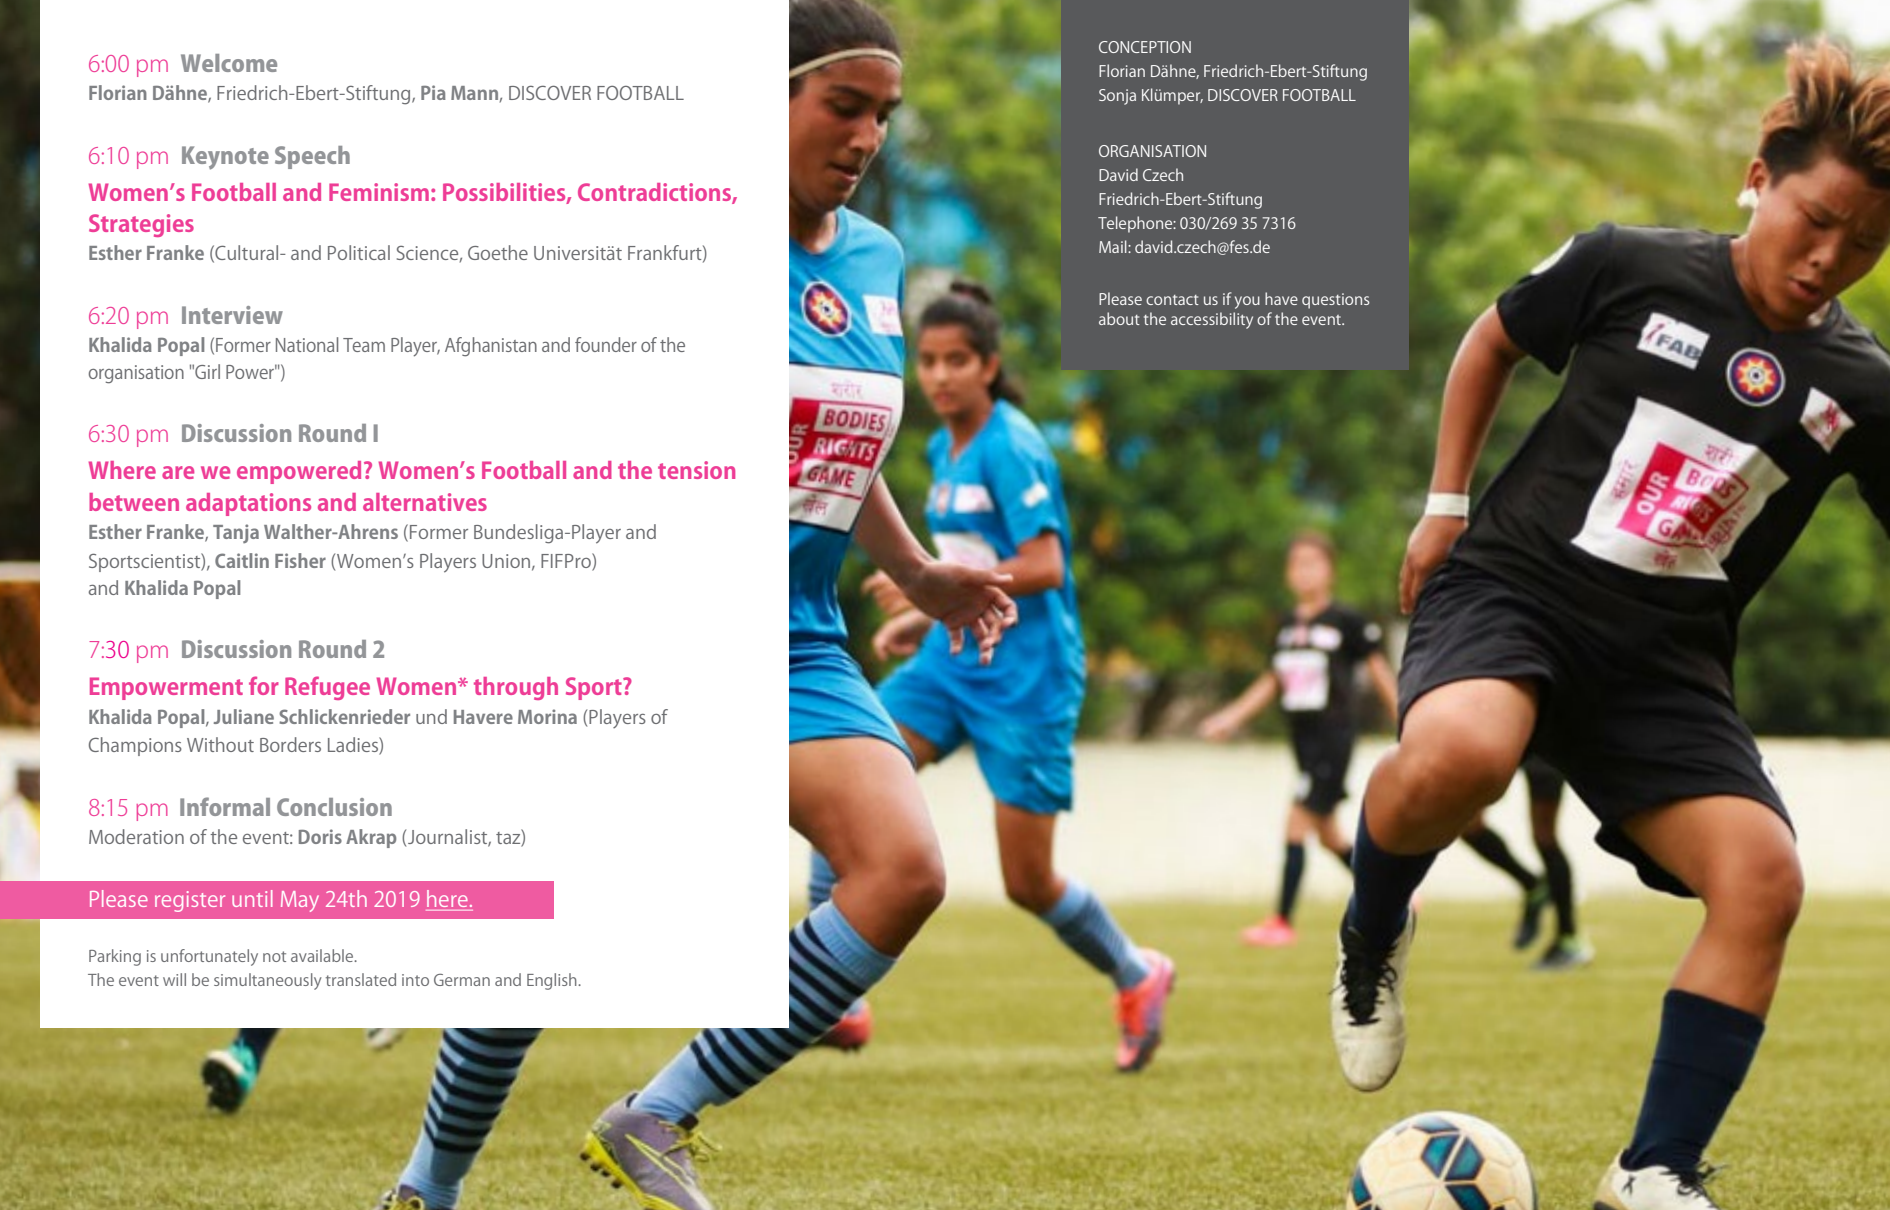 6:00 pm Welcome
Florian Dähne, Friedrich-Ebert-Stiftung, Pia Mann, DISCOVER FOOTBALL
6:10 pm Keynote Speech
Women’s Football and Feminism: Possibilities, Contradictions,
Strategies
Esther Franke (Cultural- and Political Science, Goethe Universität Frankfurt)
6:20 pm Interview
Khalida Popal (Former National Team Player, Afghanistan and founder of the
organisation "Girl Power")
6:30 pm Discussion Round I
Where are we empowered? Women’s Football and the tension
between adaptations and alternatives
Esther Franke, Tanja Walther-Ahrens (Former Bundesliga-Player and
Sportscientist), Caitlin Fisher (Women’s Players Union, FIFPro)
and Khalida Popal
7:30 pm Discussion Round 2
Empowerment for Refugee Women* through Sport?
Khalida Popal, Juliane Schlickenrieder und Havere Morina (Players of
Champions Without Borders Ladies)
8:15 pm Informal Conclusion
Moderation of the event: Doris Akrap (Journalist, taz)
Please register until May 24th 2019 here.
Parking is unfortunately not available.
The event will be simultaneously translated into German and English.
CONCEPTION
Florian Dähne, Friedrich-Ebert-Stiftung
Sonja Klümper, DISCOVER FOOTBALL
ORGANISATION
David Czech
Friedrich-Ebert-Stiftung
Telephone: 030/269 35 7316
Mail: david.czech@fes.de
Please contact us if you have questions
about the accessibility of the event.
शरीर
OUR
BODIES
RIGHTS
GAME
खेल
FAB
हमारे
OUR
खेल